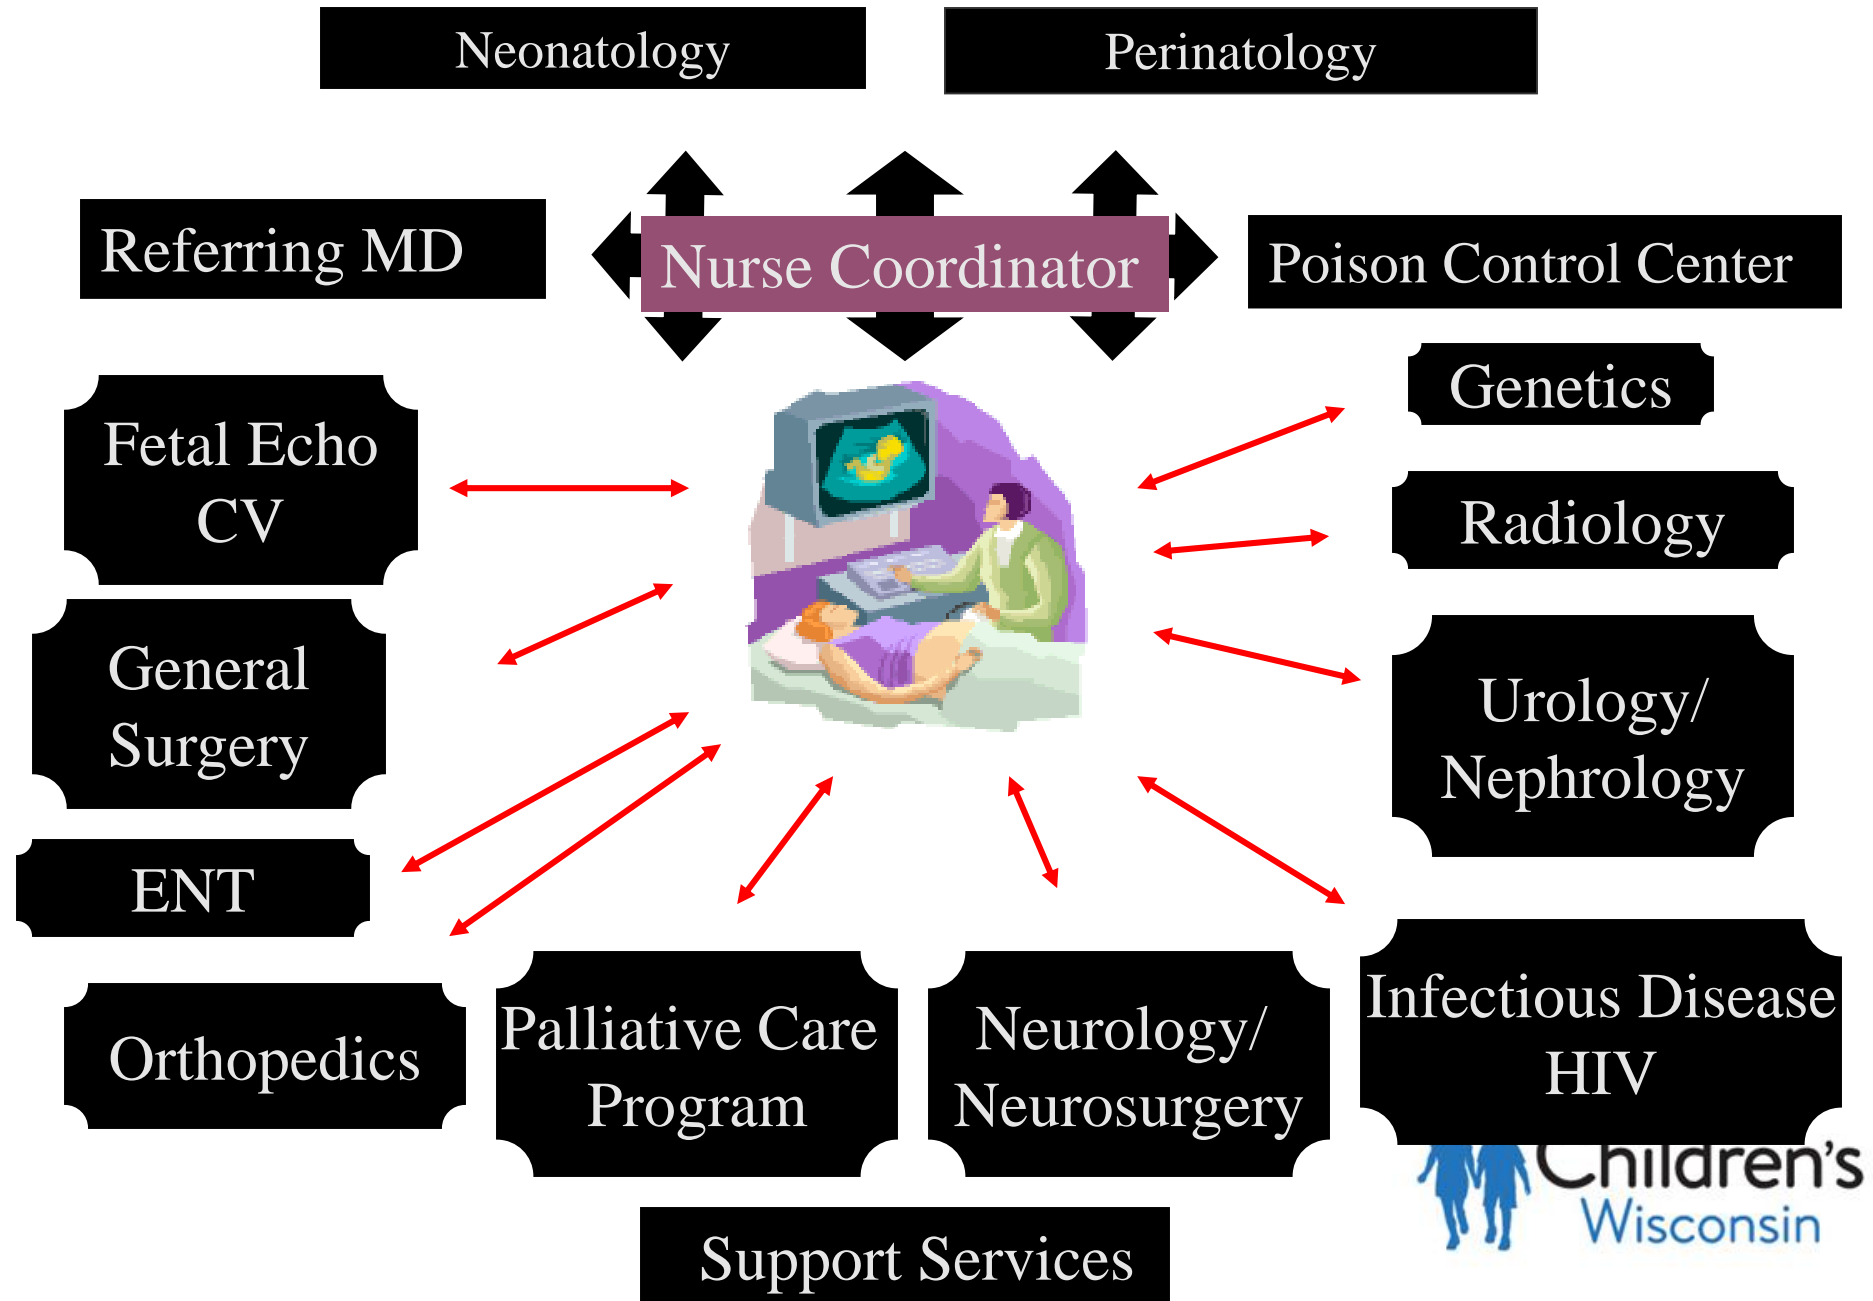 Neonatology
Perinatology
Referring MD
Nurse Coordinator
Poison Control Center
Fetal Echo
CV
Genetics
Radiology
General
Surgery
Urology/
Nephrology
ENT
Orthopedics
Palliative Care
Program
Neurology/
Neurosurgery
Infectious Disease
HIV
Children's
Wisconsin
Support Services